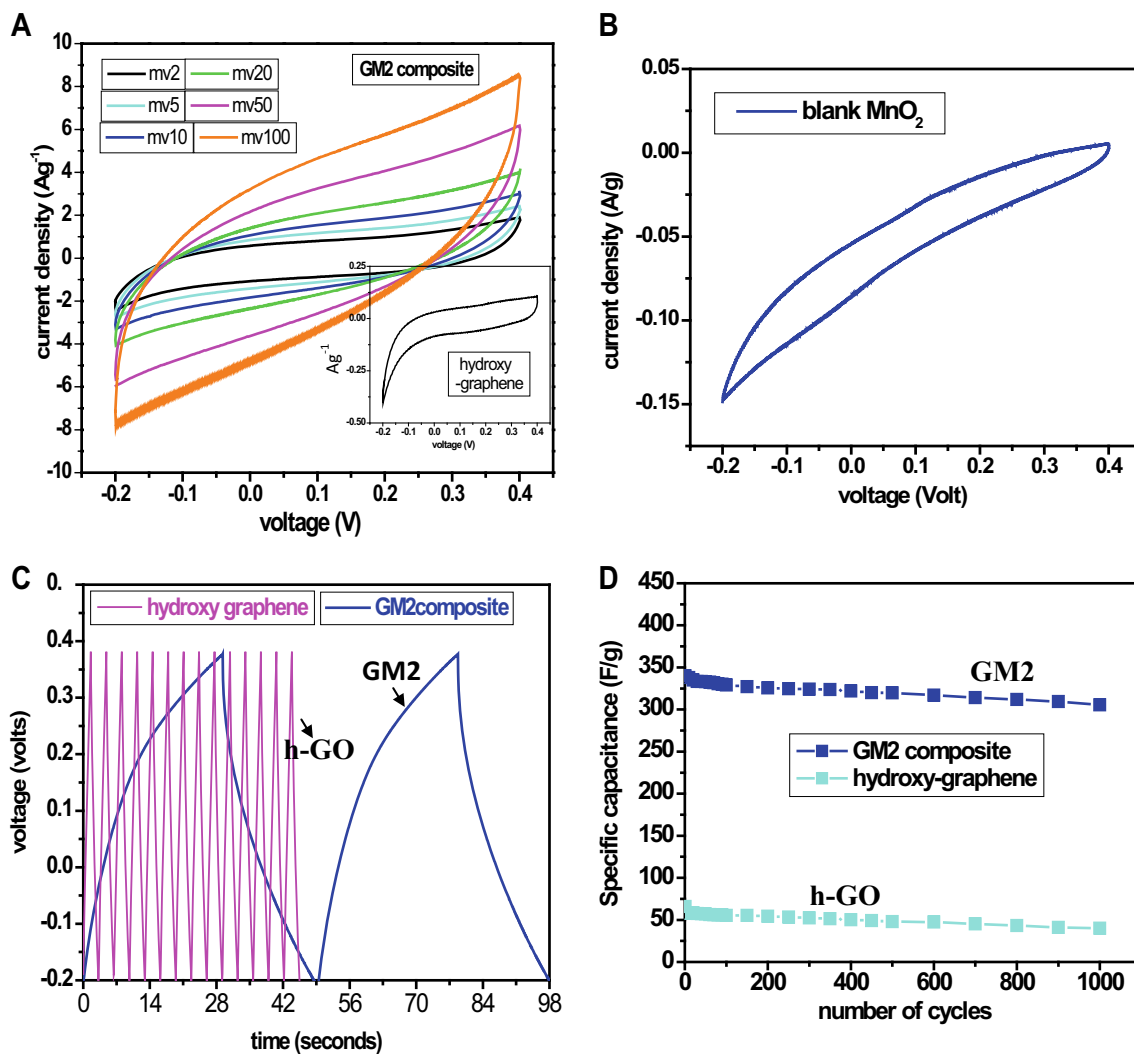 A
10
8
6
4
2
0
-2
-4
-6
-8
-10
current density (Ag-1)
mv2
mv20
mv5
mv50
mv10
mv100
GM2 composite
0.25
0.00
-0.25
-0.50
Ag-1
hydroxy
-graphene
-0.2 -0.1 0.0 0.1 0.2 0.3 0.4
voltage (V)
-0.2 -0.1 0.0 0.1 0.2 0.3 0.4 0.5
voltage (V)
B
0.05
0.00
-0.05
-0.10
-0.15
current density (A/g)
blank MnO2
-0.2 -0.1 0.0 0.1 0.2 0.3 0.4
voltage (Volt)
C
0.
0.4
0.3
0.2
0.1
0.0
-0.1
-0.2
voltage (volts)
hydroxy graphene
GM2composite
GM2
h-GO
0 14 28 42 56 70 84 98
time (seconds)
D
450
400
350
300
250
200
150
100
50
0
Specific capacitance (F/g)
GM2
GM2 composite
hydroxy-graphene
h-GO
0 200 400 600 800 1000
number of cycles